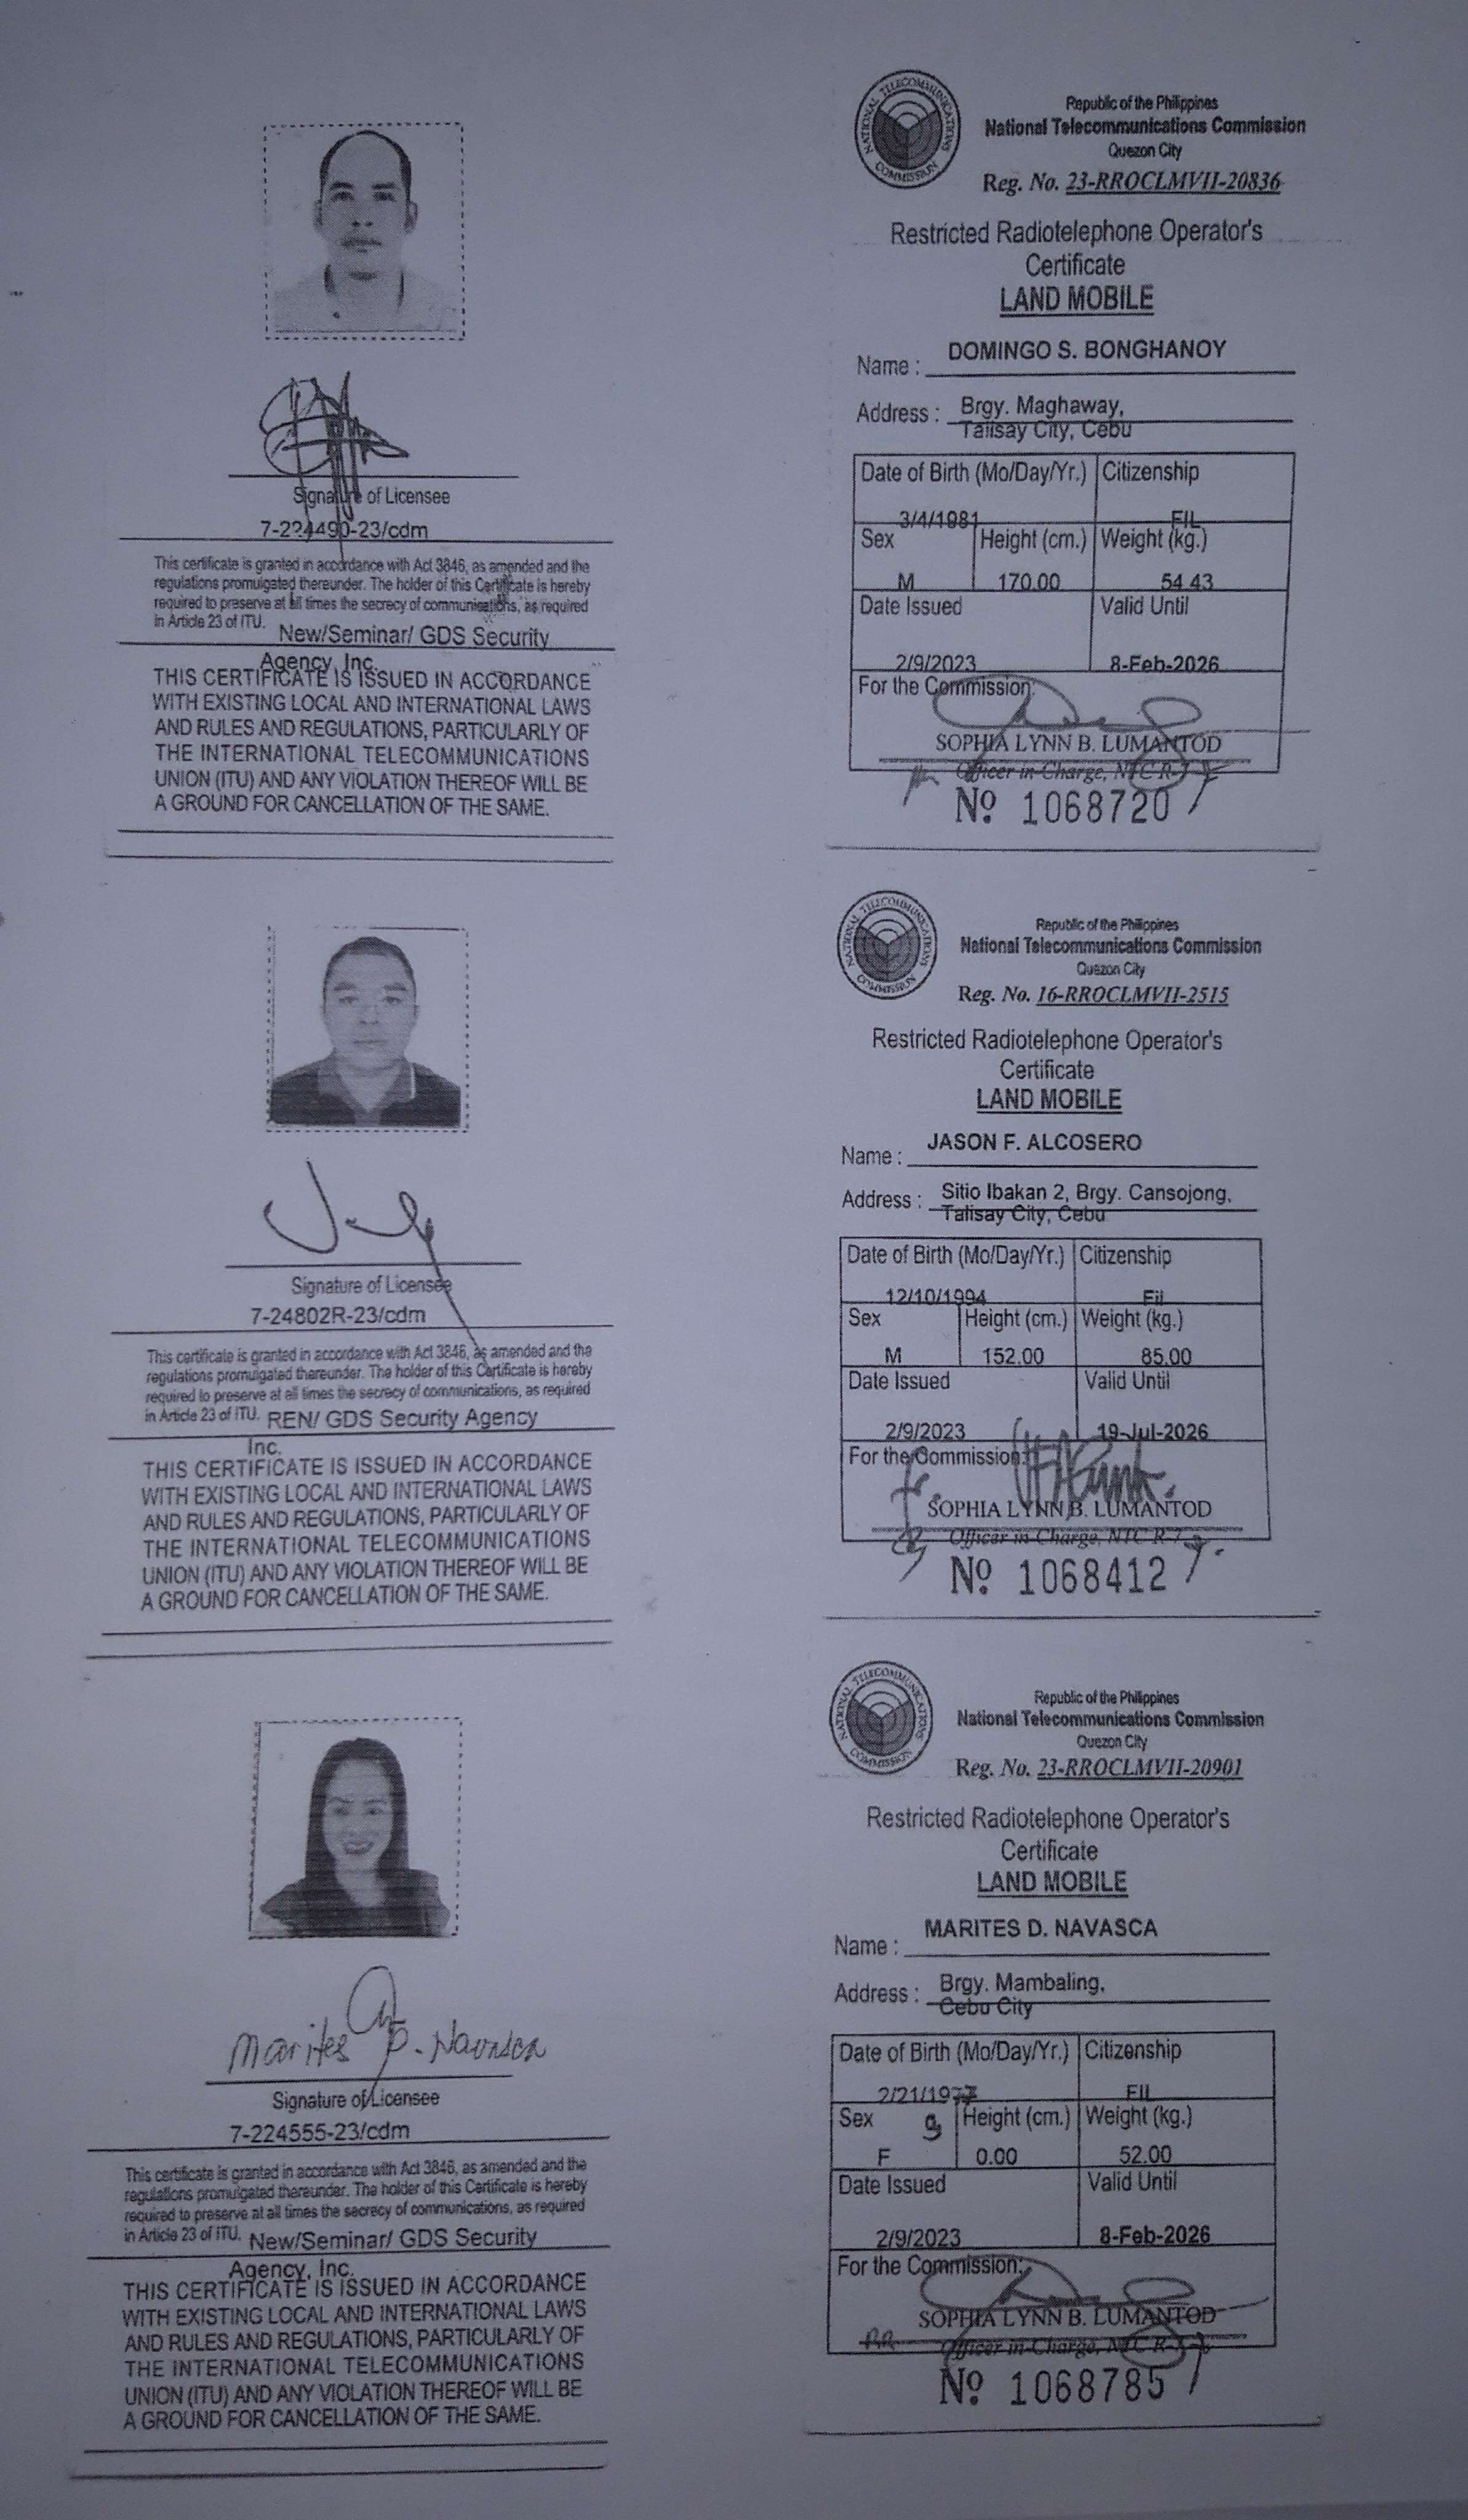 NATIONAL TELECOMMUNICATIONS COMMISSION
Republic of the Philippines
National Telecommunications Commission
Quezon City
Reg. No. 23-RROCLMVII-20836
Restricted Radiotelephone Operator's
Certificate
LAND MOBILE
Name : DOMINGO S. BONGHANOY
Address : Brgy. Maghaway,
Talisay City, Cebu
Date of Birth (Mo/Day/Yr.) Citizenship
3/4/1981 FIL
Sex Height (cm.) Weight (kg.)
M 170.00 54.43
Date Issued Valid Until
2/9/2023 8-Feb-2026
For the Commission:
SOPHIA LYNN B. LUMANTOD
Officer in-Charge, NTC R-7
Nº 1068720
Signature of Licensee
7-224490-23/cdm
This certificate is granted in accordance with Act 3846, as amended and the
regulations promulgated thereunder. The holder of this Certificate is hereby
required to preserve at all times the secrecy of communications, as required
in Article 23 of ITU. New/Seminar/ GDS Security
Agency, Inc.
THIS CERTIFICATE IS ISSUED IN ACCORDANCE
WITH EXISTING LOCAL AND INTERNATIONAL LAWS
AND RULES AND REGULATIONS, PARTICULARLY OF
THE INTERNATIONAL TELECOMMUNICATIONS
UNION (ITU) AND ANY VIOLATION THEREOF WILL BE
A GROUND FOR CANCELLATION OF THE SAME.
NATIONAL TELECOMMUNICATIONS COMMISSION
Republic of the Philippines
National Telecommunications Commission
Quezon City
Reg. No. 16-RROCLMVII-2515
Restricted Radiotelephone Operator's
Certificate
LAND MOBILE
Name : JASON F. ALCOSERO
Address : Sitio Ibakan 2, Brgy. Cansojong,
Talisay City, Cebu
Date of Birth (Mo/Day/Yr.) Citizenship
12/10/1994 Fil
Sex Height (cm.) Weight (kg.)
M 152.00 85.00
Date Issued Valid Until
2/9/2023 19-Jul-2026
For the Commission:
SOPHIA LYNN B. LUMANTOD
Officer in-Charge, NTC R-7
Nº 1068412
Signature of Licensee
7-24802R-23/cdm
This certificate is granted in accordance with Act 3846, as amended and the
regulations promulgated thereunder. The holder of this Certificate is hereby
required to preserve at all times the secrecy of communications, as required
in Article 23 of ITU. REN/ GDS Security Agency
Inc.
THIS CERTIFICATE IS ISSUED IN ACCORDANCE
WITH EXISTING LOCAL AND INTERNATIONAL LAWS
AND RULES AND REGULATIONS, PARTICULARLY OF
THE INTERNATIONAL TELECOMMUNICATIONS
UNION (ITU) AND ANY VIOLATION THEREOF WILL BE
A GROUND FOR CANCELLATION OF THE SAME.
NATIONAL TELECOMMUNICATIONS COMMISSION
Republic of the Philippines
National Telecommunications Commission
Quezon City
Reg. No. 23-RROCLMVII-20901
Restricted Radiotelephone Operator's
Certificate
LAND MOBILE
Name : MARITES D. NAVASCA
Address : Brgy. Mambaling,
Cebu City
Date of Birth (Mo/Day/Yr.) Citizenship
2/21/1977 FIL
9
Sex Height (cm.) Weight (kg.)
F 0.00 52.00
Date Issued Valid Until
2/9/2023 8-Feb-2026
For the Commission:
SOPHIA LYNN B. LUMANTOD
Officer in-Charge, NTC R-7
Nº 1068785
Marites D. Navasca
Signature of Licensee
7-224555-23/cdm
This certificate is granted in accordance with Act 3846, as amended and the
regulations promulgated thereunder. The holder of this Certificate is hereby
required to preserve at all times the secrecy of communications, as required
in Article 23 of ITU. New/Seminar/ GDS Security
Agency, Inc.
THIS CERTIFICATE IS ISSUED IN ACCORDANCE
WITH EXISTING LOCAL AND INTERNATIONAL LAWS
AND RULES AND REGULATIONS, PARTICULARLY OF
THE INTERNATIONAL TELECOMMUNICATIONS
UNION (ITU) AND ANY VIOLATION THEREOF WILL BE
A GROUND FOR CANCELLATION OF THE SAME.